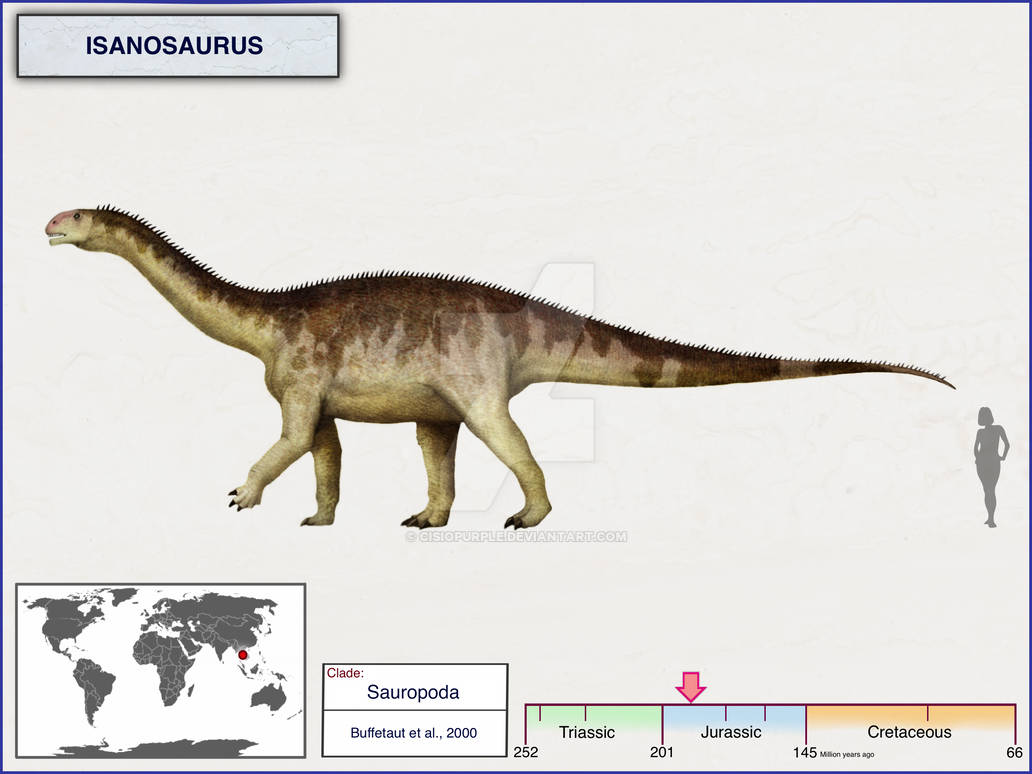 ISANOSAURUS
© CISIOPURPLE.DEVIANTART.COM
Clade:
Sauropoda
Buffetaut et al., 2000
Triassic Jurassic Cretaceous
252 201 145 Million years ago 66